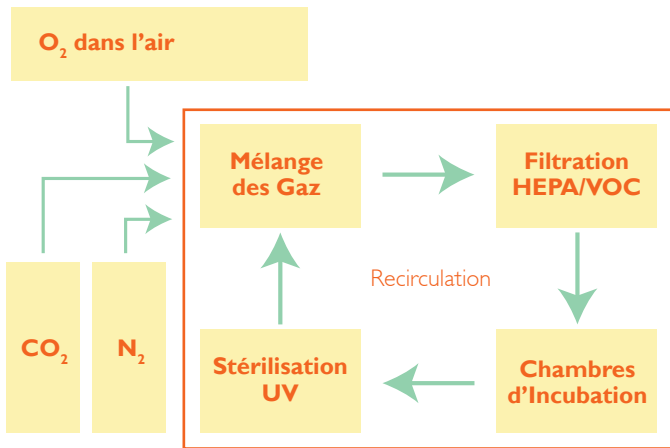 O₂ dans l'air
Mélange
des Gaz
Filtration
HEPA/VOC
Recirculation
CO₂
N₂
Stérilisation
UV
Chambres
d'Incubation